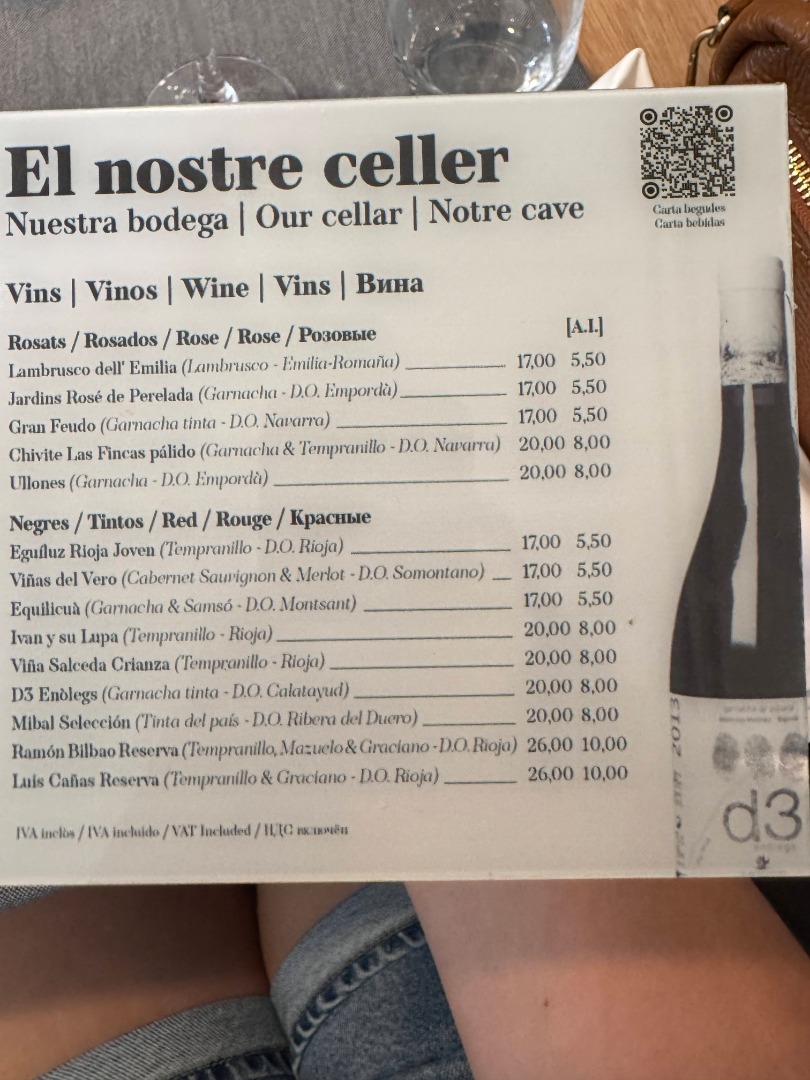 El nostre celler
Nuestra bodega | Our cellar | Notre cave
Carta begudes
Carta bebidas
Vins | Vinos | Wine | Vins | Вина
Rosats / Rosados / Rose / Rose / Розовые [A.I.]
Lambrusco dell' Emilia (Lambrusco - Emilia-Romaña) 17,00 5,50
Jardins Rosé de Perelada (Garnacha - D.O. Empordà) 17,00 5,50
Gran Feudo (Garnacha tinta - D.O. Navarra) 17,00 5,50
Chivite Las Fincas pálido (Garnacha & Tempranillo - D.O. Navarra) 20,00 8,00
Ullones (Garnacha - D.O. Empordà) 20,00 8,00
Negres / Tintos / Red / Rouge / Красные
Eguíluz Rioja Joven (Tempranillo - D.O. Rioja) 17,00 5,50
Viñas del Vero (Cabernet Sauvignon & Merlot - D.O. Somontano) 17,00 5,50
Equilicuà (Garnacha & Samsó - D.O. Montsant) 17,00 5,50
Ivan y su Lupa (Tempranillo - Rioja) 20,00 8,00
Viña Salceda Crianza (Tempranillo - Rioja) 20,00 8,00
D3 Enòlegs (Garnacha tinta - D.O. Calatayud) 20,00 8,00
Mibal Selección (Tinta del país - D.O. Ribera del Duero) 20,00 8,00
Ramón Bilbao Reserva (Tempranillo, Mazuelo & Graciano - D.O. Rioja) 26,00 10,00
Luis Cañas Reserva (Tempranillo & Graciano - D.O. Rioja) 26,00 10,00
IVA inclòs / IVA incluido / VAT Included / НДС включён
2013
d3